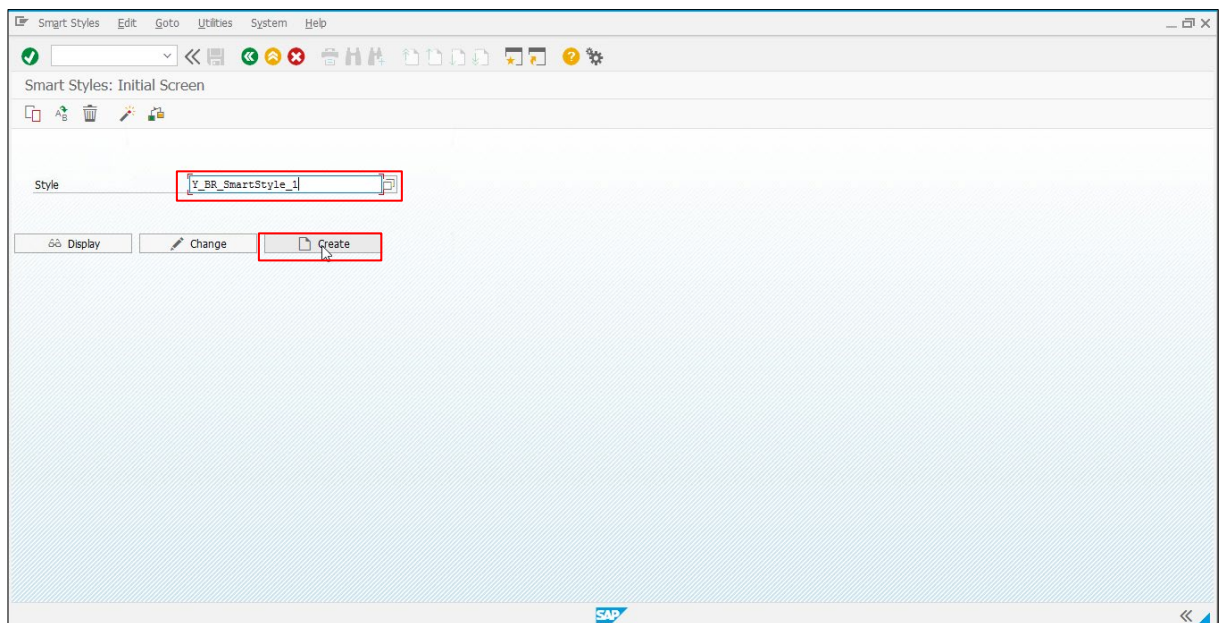 Smart Styles Edit Goto Utilities System Help
Smart Styles: Initial Screen
Style Y_BR_SmartStyle_1
Display Change Create
SAP